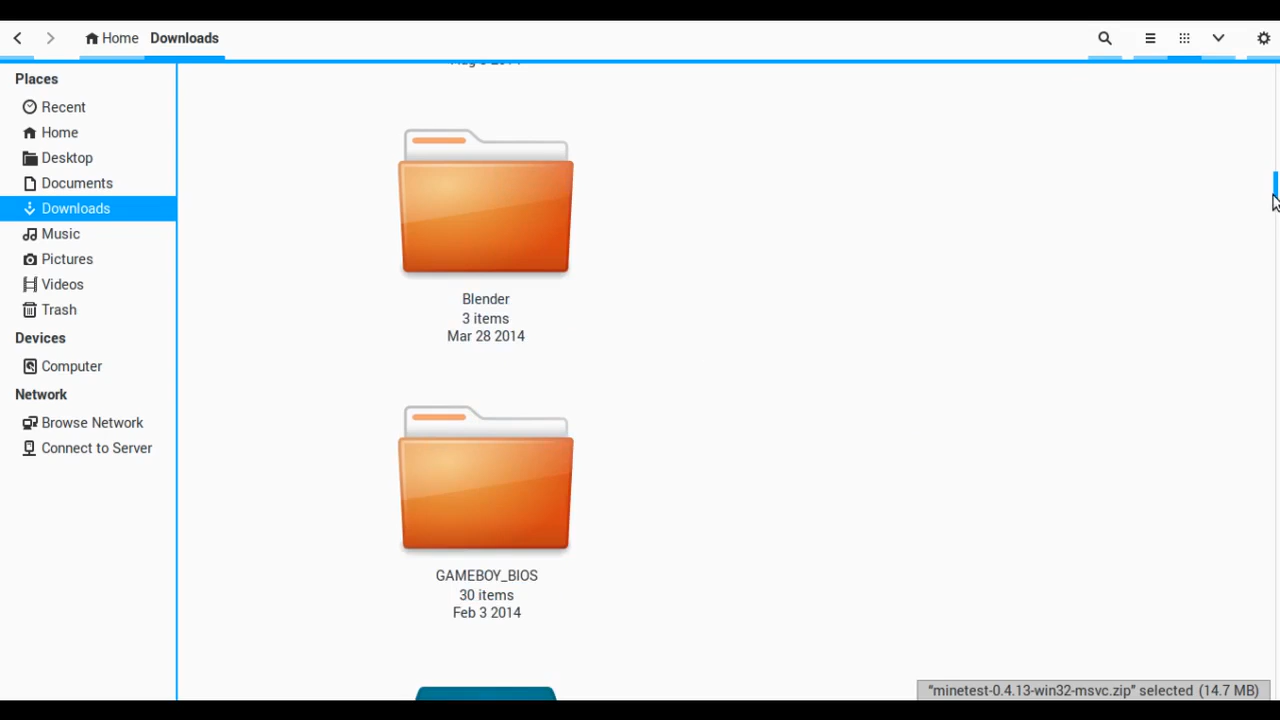 Home Downloads
Places
Recent
Home
Desktop
Documents
Downloads
Music
Pictures
Videos
Trash
Devices
Computer
Network
Browse Network
Connect to Server
Blender
3 items
Mar 28 2014
GAMEBOY_BIOS
30 items
Feb 3 2014
“minetest-0.4.13-win32-msvc.zip” selected (14.7 MB)